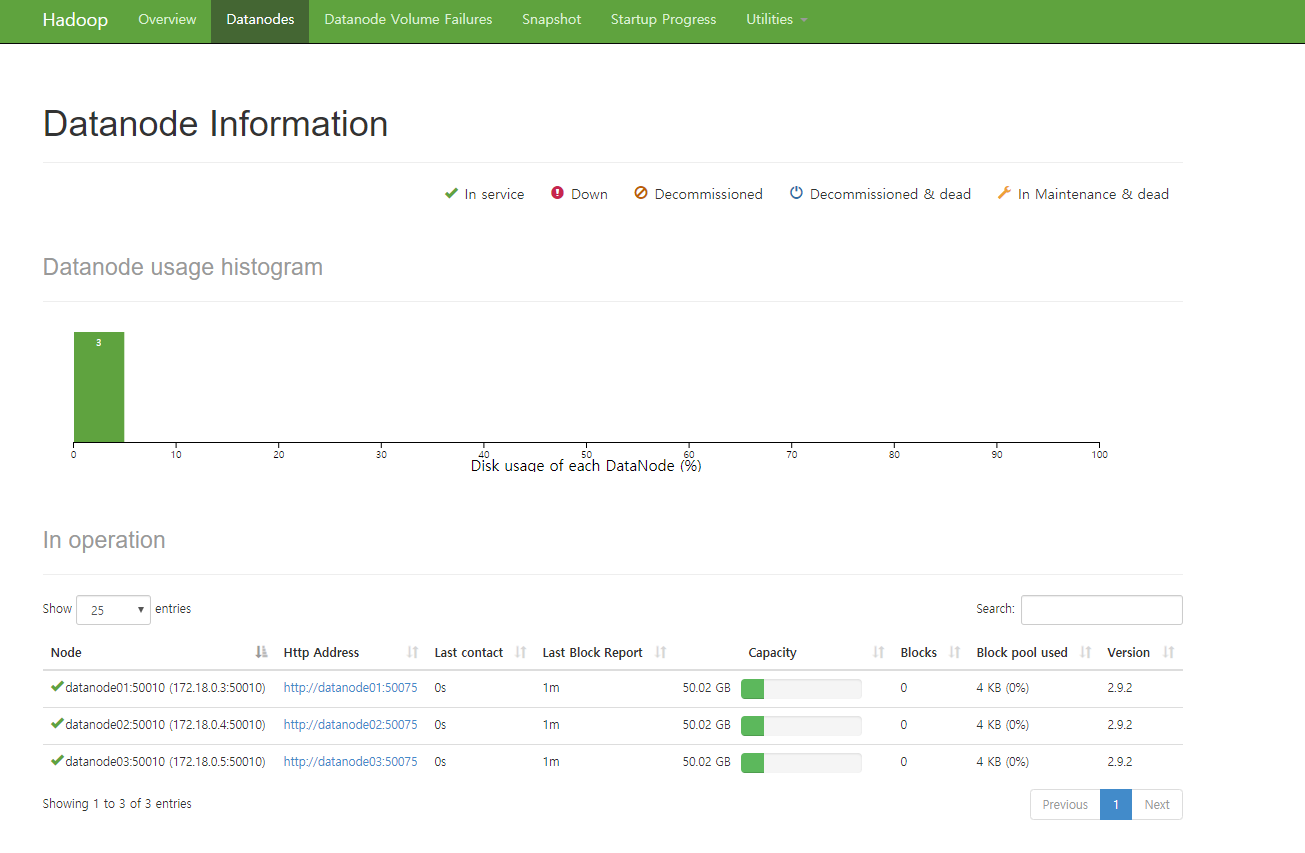 Hadoop Overview Datanodes Datanode Volume Failures Snapshot Startup Progress Utilities
Datanode Information
In service Down Decommissioned Decommissioned & dead In Maintenance & dead
Datanode usage histogram
3
0 10 20 30 40 50 60 70 80 90 100
Disk usage of each DataNode (%)
In operation
Show 25 entries Search:
Node Http Address Last contact Last Block Report Capacity Blocks Block pool used Version
datanode01:50010 (172.18.0.3:50010) http://datanode01:50075 0s 1m 50.02 GB 0 4 KB (0%) 2.9.2
datanode02:50010 (172.18.0.4:50010) http://datanode02:50075 0s 1m 50.02 GB 0 4 KB (0%) 2.9.2
datanode03:50010 (172.18.0.5:50010) http://datanode03:50075 0s 1m 50.02 GB 0 4 KB (0%) 2.9.2
Showing 1 to 3 of 3 entries Previous 1 Next